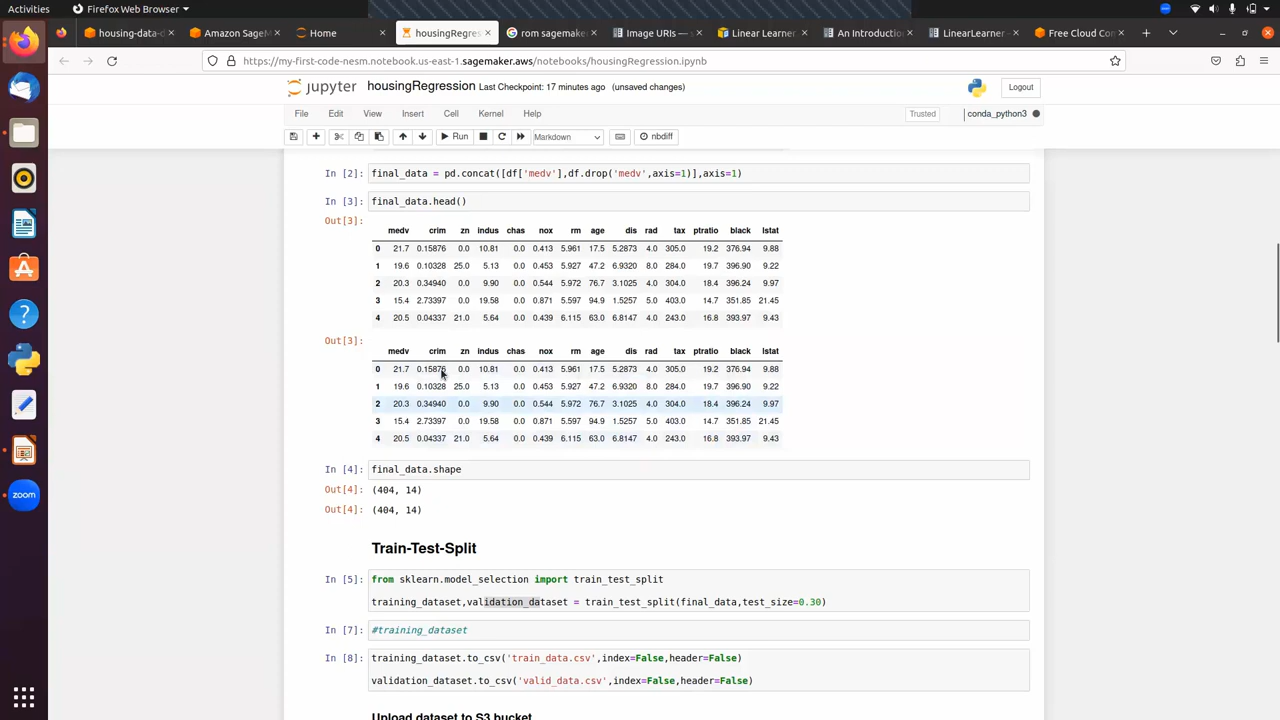 Activities
Firefox Web Browser
housing-data-d
Amazon SageM
Home
housingRegres
rom sagemaker
Image URIs —
Linear Learner
An Introduction
LinearLearner
Free Cloud Con
https://my-first-code-nesm.notebook.us-east-1.sagemaker.aws/notebooks/housingRegression.ipynb
jupyter housingRegression Last Checkpoint: 17 minutes ago (unsaved changes)
Logout
File Edit View Insert Cell Kernel Help
Trusted
conda_python3
Run
Markdown
nbdiff
In [2]: final_data = pd.concat([df['medv'],df.drop('medv',axis=1)],axis=1)
In [3]: final_data.head()
Out[3]:
medv crim zn indus chas nox rm age dis rad tax ptratio black lstat
0 21.7 0.15876 0.0 10.81 0.0 0.413 5.961 17.5 5.2873 4.0 305.0 19.2 376.94 9.88
1 19.6 0.10328 25.0 5.13 0.0 0.453 5.927 47.2 6.9320 8.0 284.0 19.7 396.90 9.22
2 20.3 0.34940 0.0 9.90 0.0 0.544 5.972 76.7 3.1025 4.0 304.0 18.4 396.24 9.97
3 15.4 2.73397 0.0 19.58 0.0 0.871 5.597 94.9 1.5257 5.0 403.0 14.7 351.85 21.45
4 20.5 0.04337 21.0 5.64 0.0 0.439 6.115 63.0 6.8147 4.0 243.0 16.8 393.97 9.43
Out[3]:
medv crim zn indus chas nox rm age dis rad tax ptratio black lstat
0 21.7 0.15876 0.0 10.81 0.0 0.413 5.961 17.5 5.2873 4.0 305.0 19.2 376.94 9.88
1 19.6 0.10328 25.0 5.13 0.0 0.453 5.927 47.2 6.9320 8.0 284.0 19.7 396.90 9.22
2 20.3 0.34940 0.0 9.90 0.0 0.544 5.972 76.7 3.1025 4.0 304.0 18.4 396.24 9.97
3 15.4 2.73397 0.0 19.58 0.0 0.871 5.597 94.9 1.5257 5.0 403.0 14.7 351.85 21.45
4 20.5 0.04337 21.0 5.64 0.0 0.439 6.115 63.0 6.8147 4.0 243.0 16.8 393.97 9.43
In [4]: final_data.shape
Out[4]: (404, 14)
Out[4]: (404, 14)
zoom
Train-Test-Split
In [5]: from sklearn.model_selection import train_test_split
training_dataset,validation_dataset = train_test_split(final_data,test_size=0.30)
In [7]: #training_dataset
In [8]: training_dataset.to_csv('train_data.csv',index=False,header=False)
validation_dataset.to_csv('valid_data.csv',index=False,header=False)
Upload dataset to S3 bucket